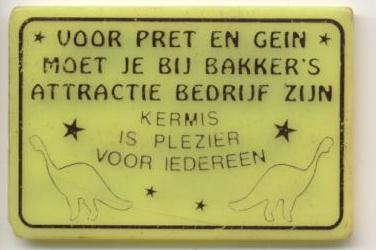 VOOR PRET EN GEIN
MOET JE BIJ BAKKER'S
ATTRACTIE BEDRIJF ZIJN
KERMIS
IS PLEZIER
VOOR IEDEREEN